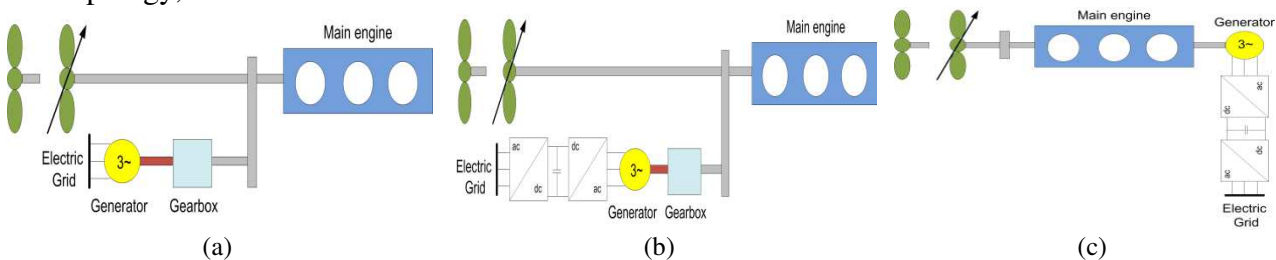 Main engine
3~
Electric
Grid
Generator
Gearbox
(a)
Main engine
ac
dc
dc
ac
3~
Electric
Grid
Generator
Gearbox
(b)
Main engine
Generator
3~
ac
dc
dc
ac
Electric
Grid
(c)